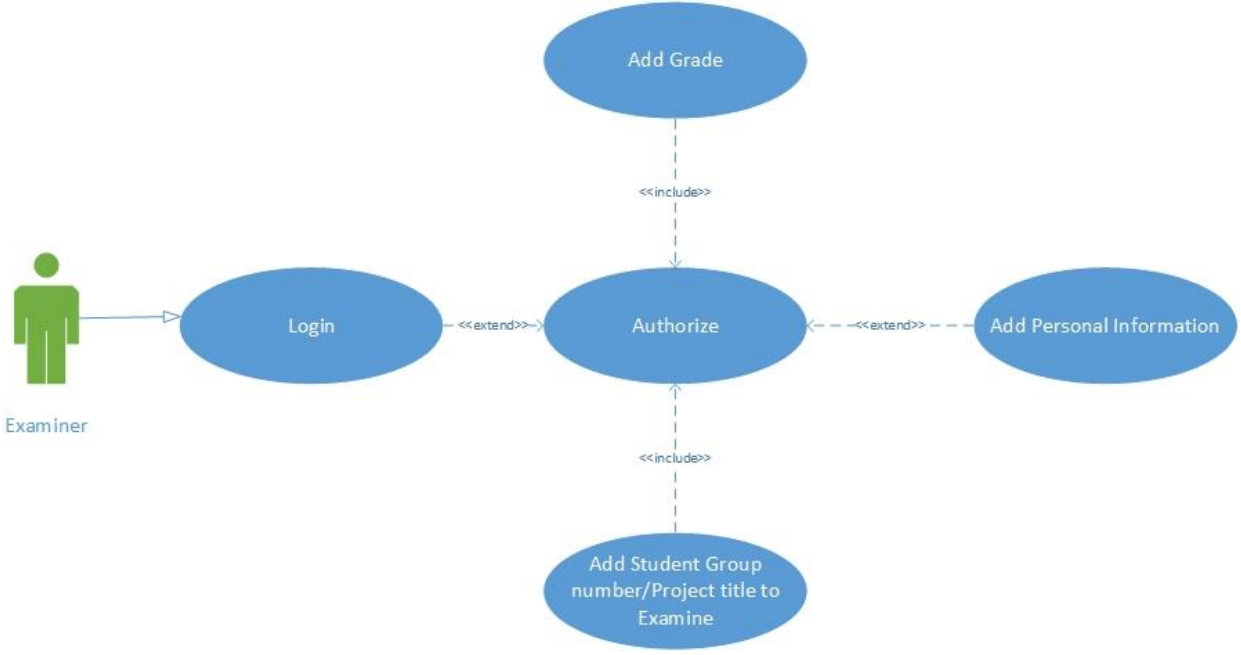 Add Grade
<<include>>
Examiner
Login
<<extend>>
Authorize
<<extend>>
Add Personal Information
<<include>>
Add Student Group
number/Project title to
Examine